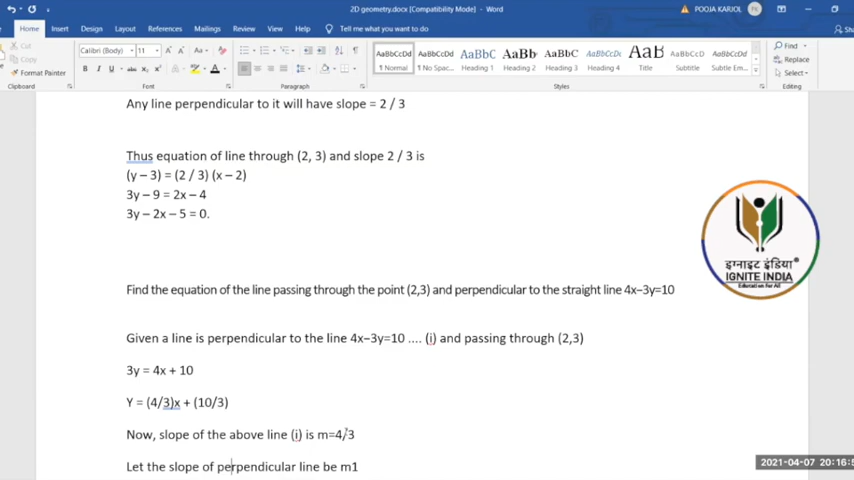 2D geometry.docx [Compatibility Mode] - Word
POOJA KARJOL
PK
Home Insert Draw Design Layout References Mailings Review View Help Tell me what you want to do
Sha
Cut
Copy
Format Painter
Clipboard
Calibri (Body) 11
Font
Paragraph
AaBbCcDd AaBbCcDd AaBbC AaBb AaBbC AaBbCcDd AaB AaBbCcD AaBbCcDd
¶ Normal ¶ No Spac... Heading 1 Heading 2 Heading 3 Heading 4 Title Subtitle Subtle Em...
Styles
Find
Replace
Select
Editing
Any line perpendicular to it will have slope = 2 / 3
Thus equation of line through (2, 3) and slope 2 / 3 is
(y – 3) = (2 / 3) (x – 2)
3y – 9 = 2x – 4
3y – 2x – 5 = 0.
इग्नाइट इंडिया
IGNITE INDIA
Education for All
Find the equation of the line passing through the point (2,3) and perpendicular to the straight line 4x−3y=10
Given a line is perpendicular to the line 4x−3y=10 .... (i) and passing through (2,3)
3y = 4x + 10
Y = (4/3)x + (10/3)
Now, slope of the above line (i) is m=4/3
Let the slope of perpendicular line be m1
2021-04-07 20:16:5